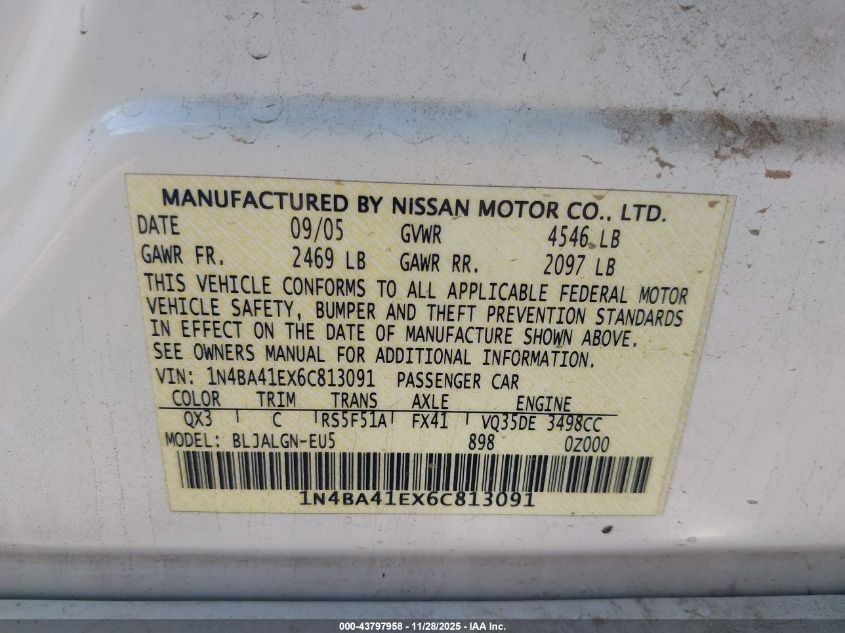 MANUFACTURED BY NISSAN MOTOR CO., LTD.
DATE 09/05 GVWR 4546 LB
GAWR FR. 2469 LB GAWR RR. 2097 LB
THIS VEHICLE CONFORMS TO ALL APPLICABLE FEDERAL MOTOR
VEHICLE SAFETY, BUMPER AND THEFT PREVENTION STANDARDS
IN EFFECT ON THE DATE OF MANUFACTURE SHOWN ABOVE.
SEE OWNERS MANUAL FOR ADDITIONAL INFORMATION.
VIN: 1N4BA41EX6C813091 PASSENGER CAR
COLOR TRIM TRANS AXLE ENGINE
QX3 C RS5F51A FX41 VQ35DE 3498CC
MODEL: BLJALGN-EU5 898 0Z000
1N4BA41EX6C813091
000-43797958 - 11/28/2025 - IAA Inc.